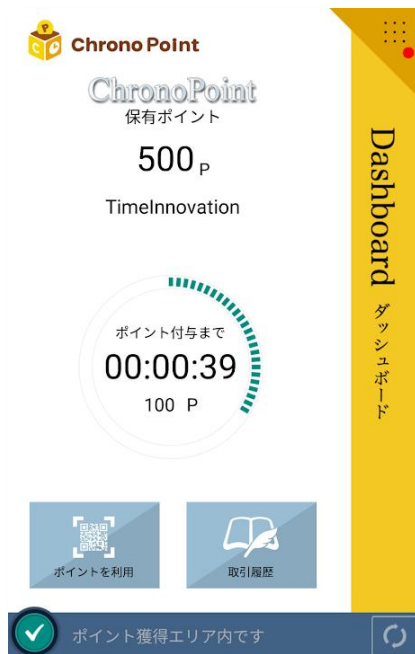 Chrono Point
ChronoPoint
保有ポイント
500 P
TimeInnovation
ポイント付与まで
00:00:39
100 P
ポイントを利用
取引履歴
ポイント獲得エリア内です
Dashboard ダッシュボード